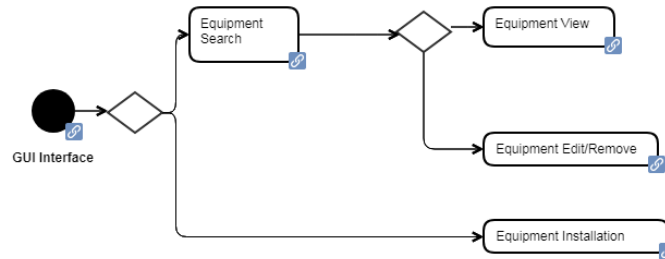 Equipment
Search
Equipment View
GUI Interface
Equipment Edit/Remove
Equipment Installation